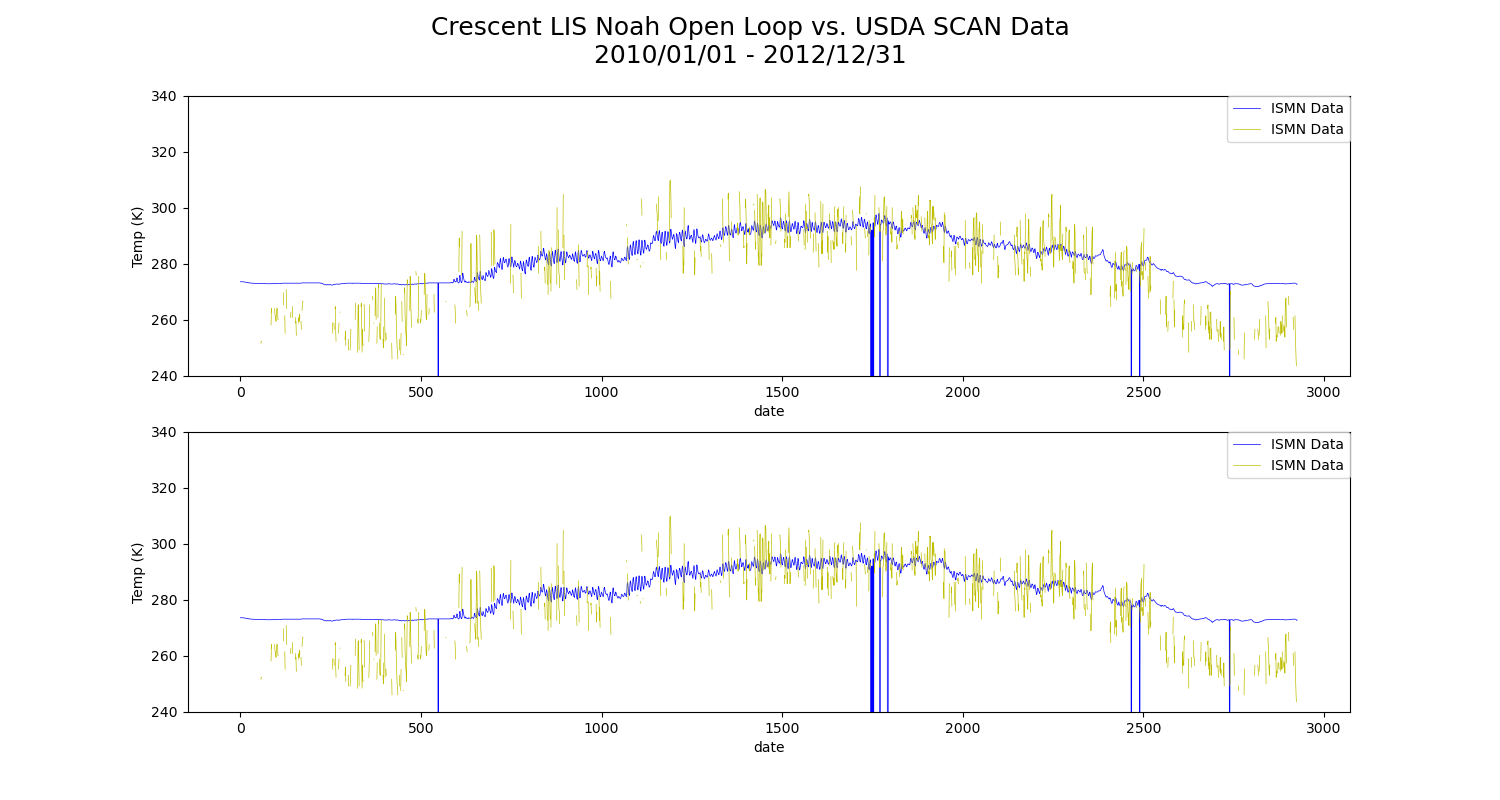 Crescent LIS Noah Open Loop vs. USDA SCAN Data
2010/01/01 - 2012/12/31
340
320
300
280
260
240
Temp (K)
ISMN Data
ISMN Data
0 500 1000 1500 2000 2500 3000
date
340
320
300
280
260
240
Temp (K)
ISMN Data
ISMN Data
0 500 1000 1500 2000 2500 3000
date